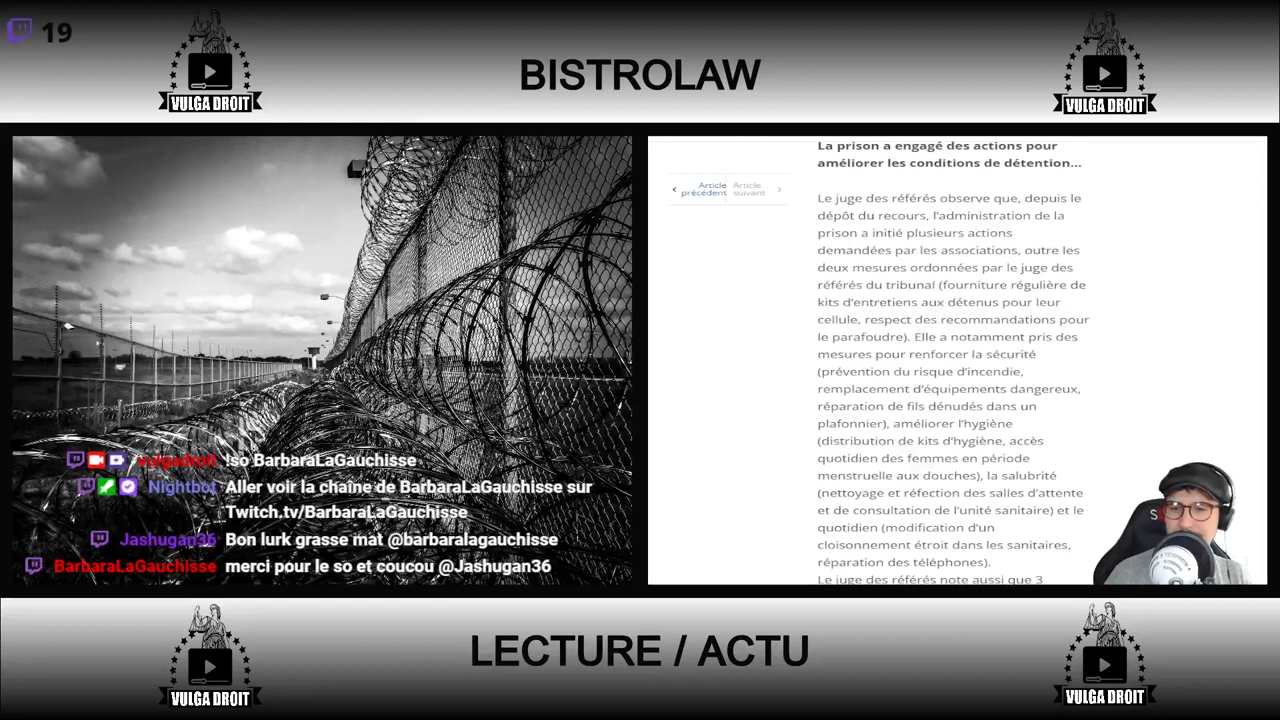 19
VULGA DROIT
BISTROLAW
VULGA DROIT
vulgadroit !so BarbaraLaGauchisse
Nightbot Aller voir la chaine de BarbaraLaGauchisse sur
Twitch.tv/BarbaraLaGauchisse
Jashugan36 Bon lurk grasse mat @barbaralagauchisse
BarbaraLaGauchisse merci pour le so et coucou @Jashugan36
Article
précédent
Article
suivant
La prison a engagé des actions pour
améliorer les conditions de détention...
Le juge des référés observe que, depuis le
dépôt du recours, l'administration de la
prison a initié plusieurs actions
demandées par les associations, outre les
deux mesures ordonnées par le juge des
référés du tribunal (fourniture régulière de
kits d'entretiens aux détenus pour leur
cellule, respect des recommandations pour
le parafoudre). Elle a notamment pris des
mesures pour renforcer la sécurité
(prévention du risque d'incendie,
remplacement d'équipements dangereux,
réparation de fils dénudés dans un
plafonnier), améliorer l'hygiène
(distribution de kits d'hygiène, accès
quotidien des femmes en période
menstruelle aux douches), la salubrité
(nettoyage et réfection des salles d'attente
et de consultation de l'unité sanitaire) et le
quotidien (modification d'un
cloisonnement étroit dans les sanitaires,
réparation des téléphones).
Le juge des référés note aussi que 3
VULGA DROIT
LECTURE / ACTU
VULGA DROIT